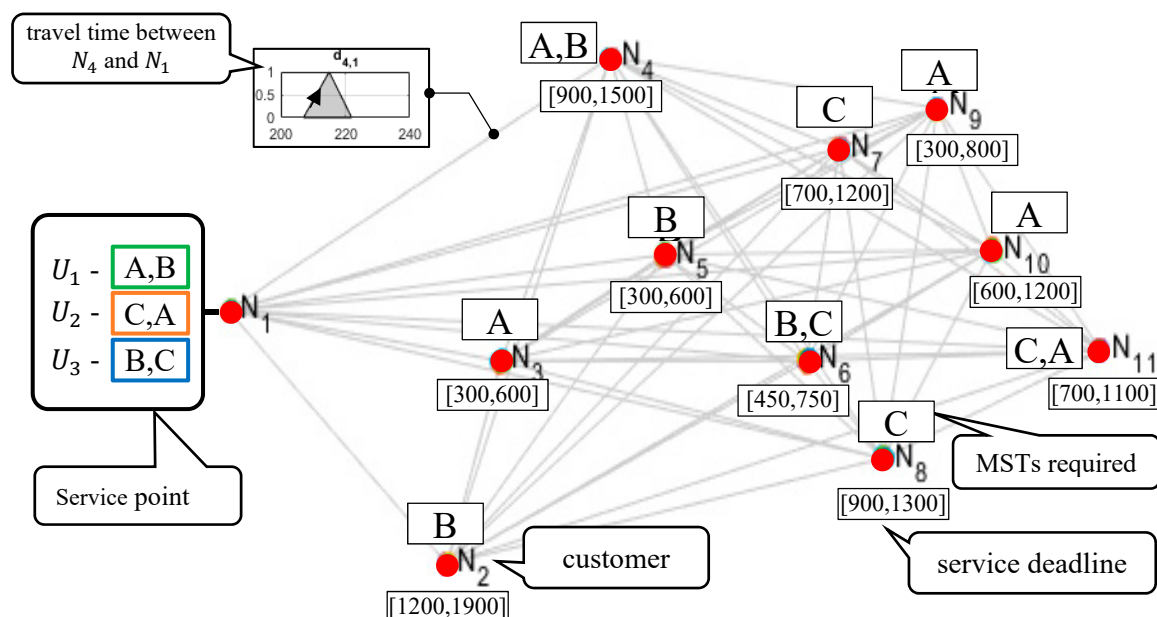 travel time between
N₄ and N₁
d₄,₁
1
0.5
0
200
220
240
A,B
N₄
[900,1500]
A
N₉
[300,800]
C
N₇
[700,1200]
B
N₅
[300,600]
A
N₁₀
[600,1200]
U₁ - A,B
U₂ - C,A
U₃ - B,C
N₁
A
N₃
[300,600]
B,C
N₆
[450,750]
C,A
N₁₁
[700,1100]
C
N₈
[900,1300]
MSTs required
Service point
B
N₂
[1200,1900]
customer
service deadline